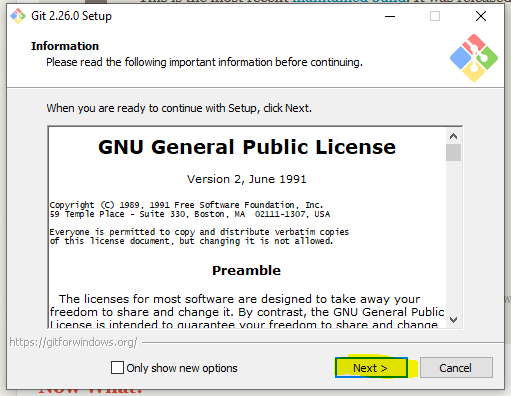 This is the most recent maintained build. It was released
Git 2.26.0 Setup
Information
Please read the following important information before continuing.
When you are ready to continue with Setup, click Next.
GNU General Public License
Version 2, June 1991
Copyright (C) 1989, 1991 Free Software Foundation, Inc.
59 Temple Place - Suite 330, Boston, MA  02111-1307, USA
Everyone is permitted to copy and distribute verbatim copies
of this license document, but changing it is not allowed.
Preamble
The licenses for most software are designed to take away your
freedom to share and change it. By contrast, the GNU General Public
License is intended to guarantee your freedom to share and change
https://gitforwindows.org/
Only show new options
Next >
Cancel
Now What?